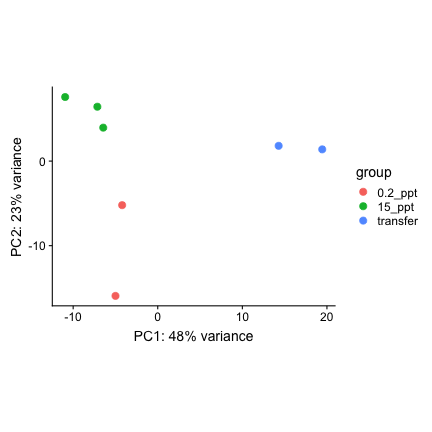 PC2: 23% variance
0
-10
-10
0
10
20
PC1: 48% variance
group
0.2_ppt
15_ppt
transfer